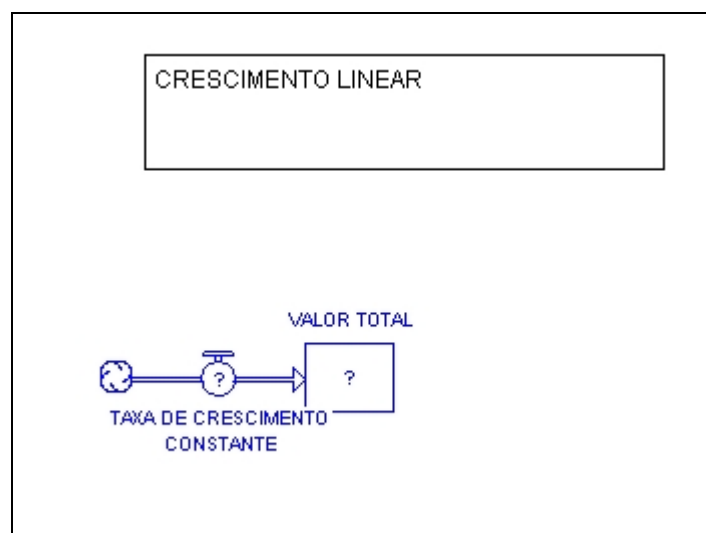 CRESCIMENTO LINEAR
VALOR TOTAL
?
?
TAXA DE CRESCIMENTO
CONSTANTE